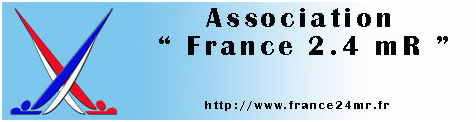 Association
“ France 2.4 mR ”
http://www.france24mr.fr